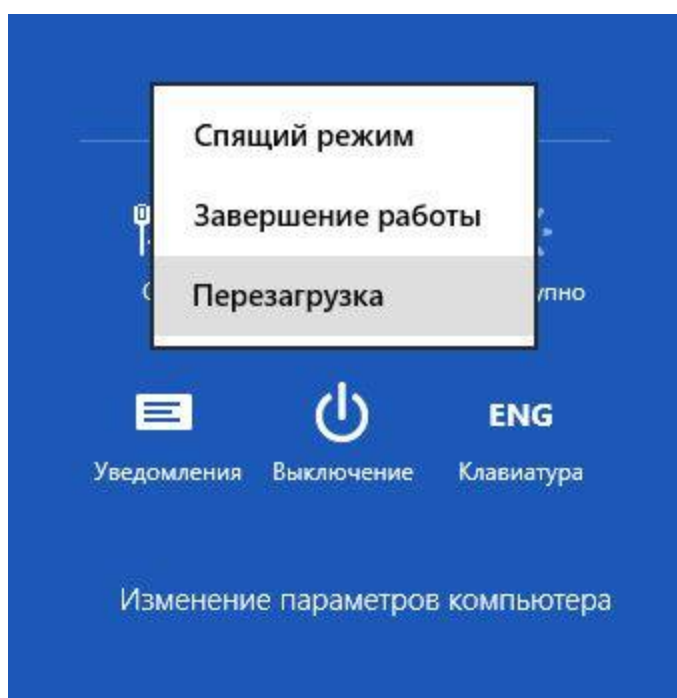 Спящий режим
Завершение работы
Перезагрузка
Уведомления
Выключение
ENG
Клавиатура
Изменение параметров компьютера